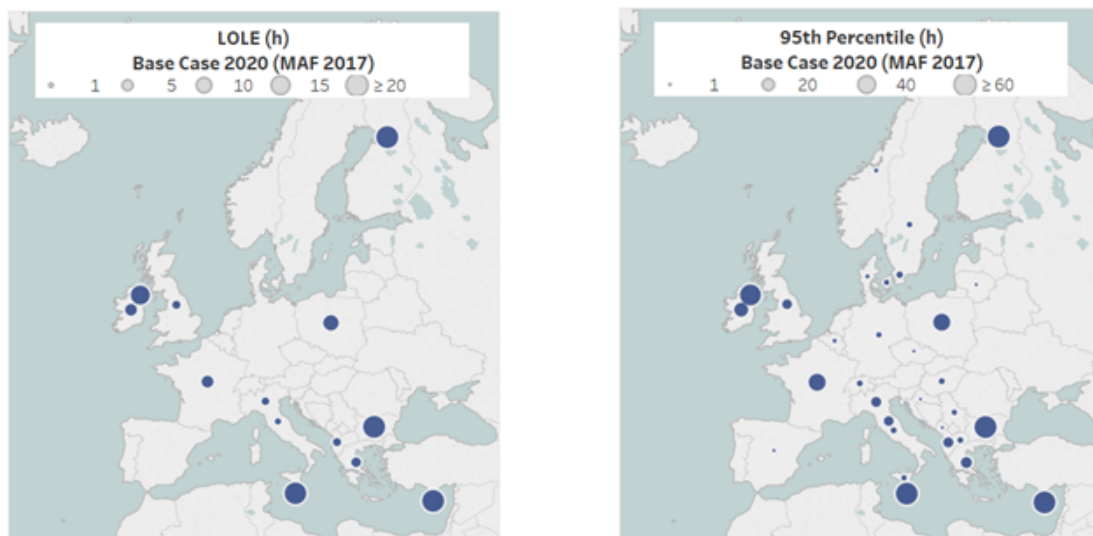 LOLE (h)
Base Case 2020 (MAF 2017)
1 5 10 15 ≥ 20
95th Percentile (h)
Base Case 2020 (MAF 2017)
1 20 40 ≥ 60